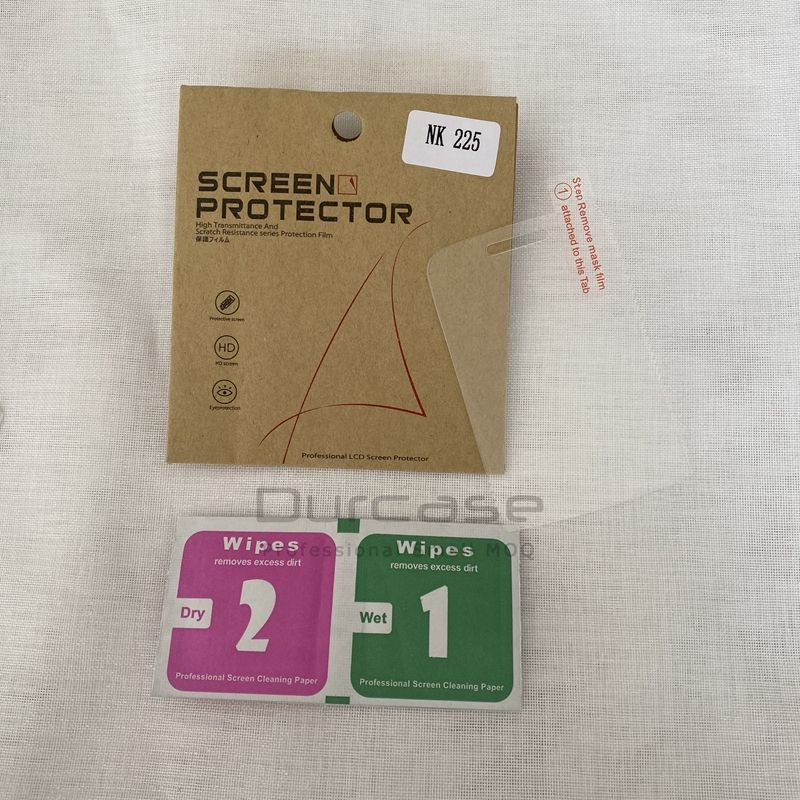 NK 225
SCREEN
PROTECTOR
High Transmittance And
Scratch Resistance series Protection Film
保護フィルム
Protective screen
HD
HD screen
Eyeprotection
Professional LCD Screen Protector
Step Remove mask film
1 attached to this Tab
Durcase
Professional Small MOQ
Wipes
removes excess dirt
Dry
2
Professional Screen Cleaning Paper
Wipes
removes excess dirt
Wet
1
Professional Screen Cleaning Paper